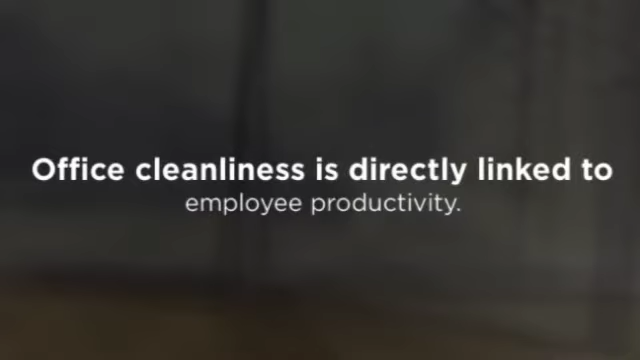 Office cleanliness is directly linked to
employee productivity.